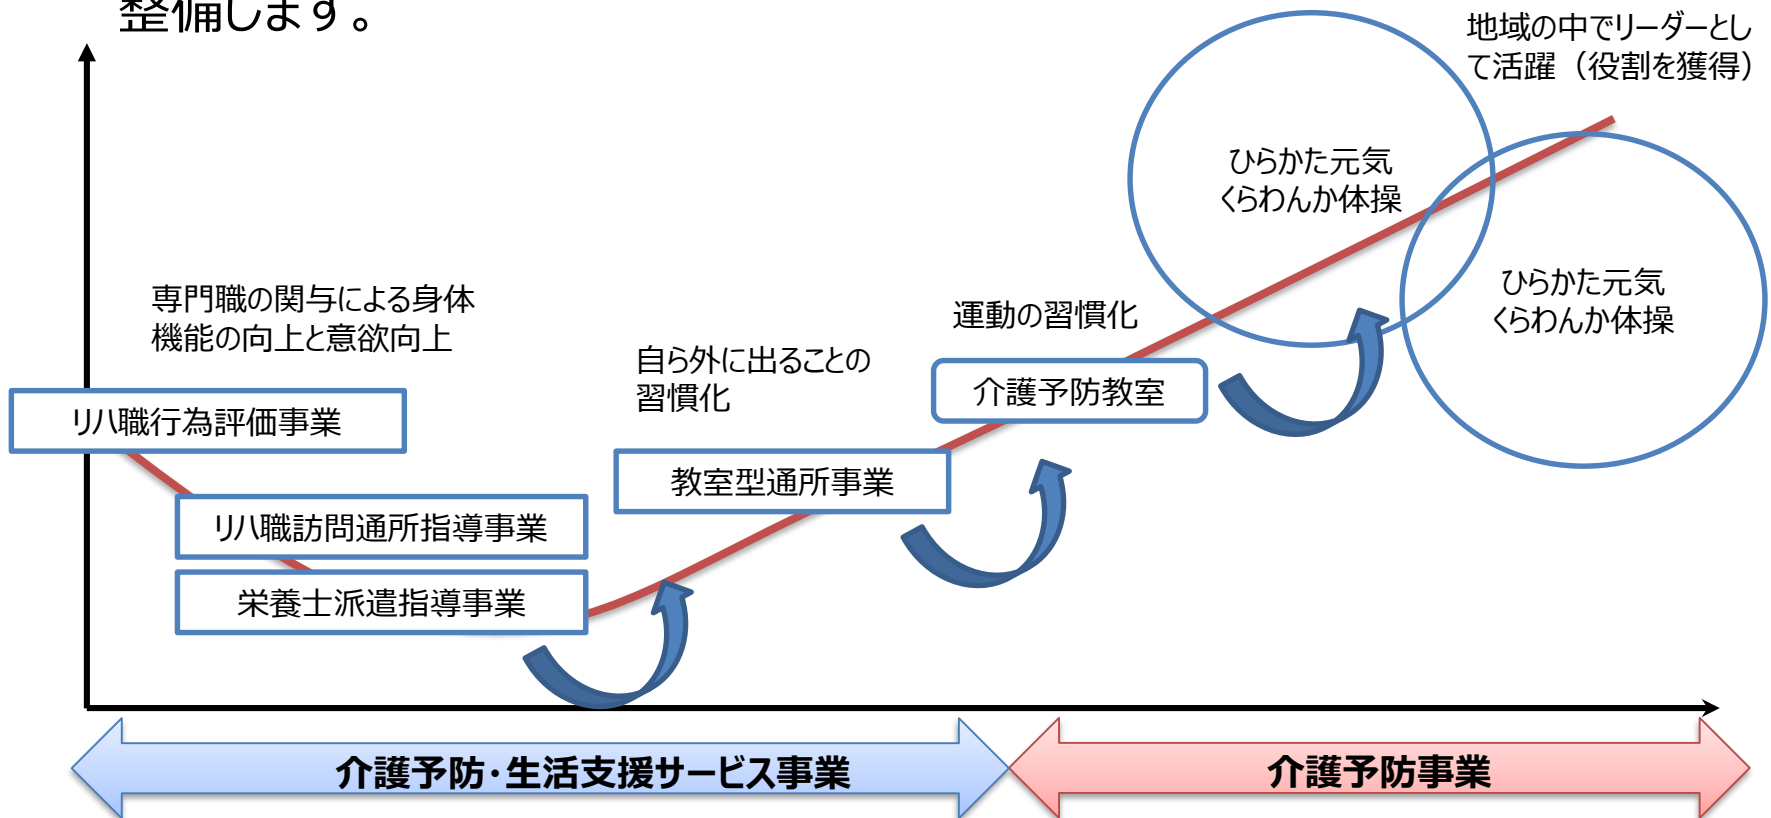 整備します。
地域の中でリーダーとし
て活躍（役割を獲得）
ひらかた元気
くらわんか体操
ひらかた元気
くらわんか体操
専門職の関与による身体
機能の向上と意欲向上
運動の習慣化
自ら外に出ることの
習慣化
介護予防教室
リハ職行為評価事業
教室型通所事業
リハ職訪問通所指導事業
栄養士派遣指導事業
介護予防・生活支援サービス事業
介護予防事業